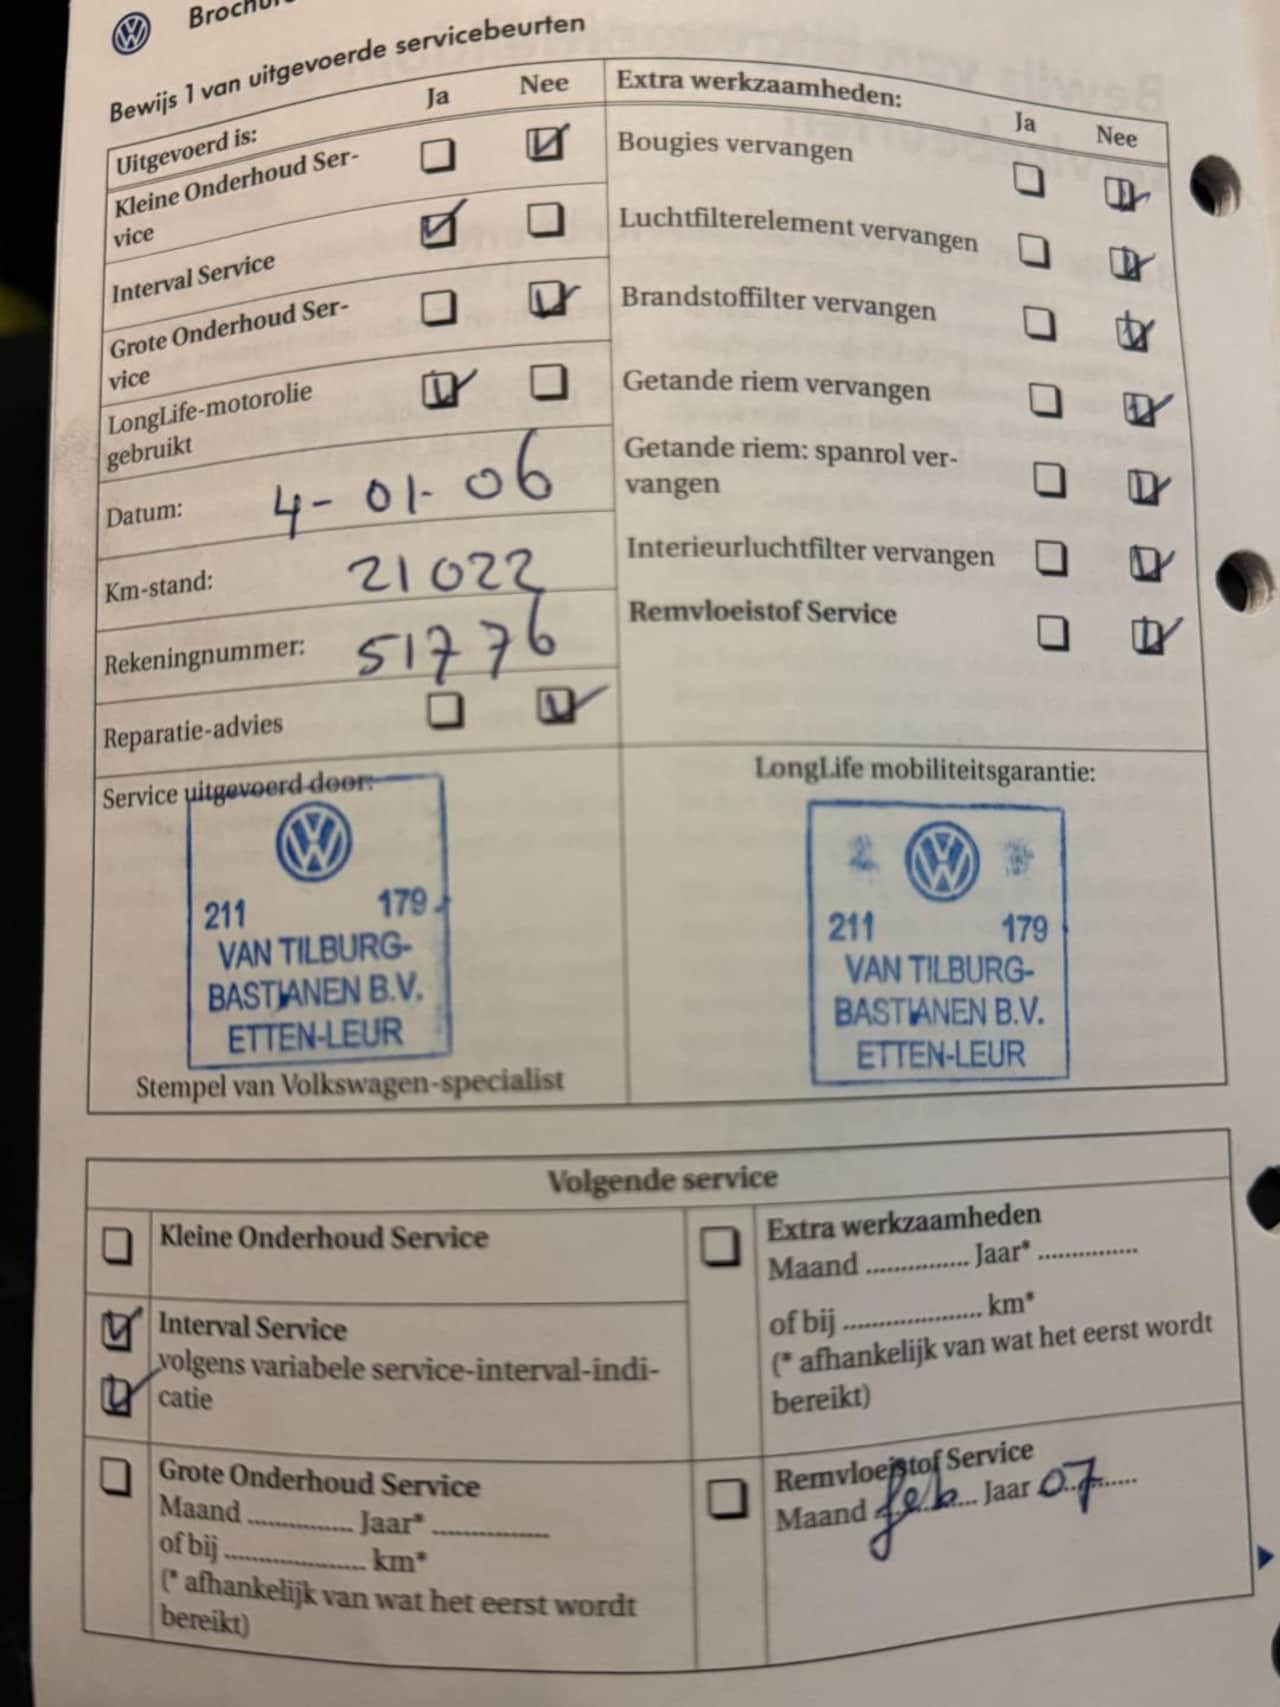 Bewijs 1 van uitgevoerde servicebeurten
Uitgevoerd is:
Ja
Nee
Kleine Onderhoud Ser-
vice
Interval Service
Grote Onderhoud Ser-
vice
LongLife-motorolie
gebruikt
Datum: 4-01-06
Km-stand: 21022
Rekeningnummer: 51776
Reparatie-advies
Extra werkzaamheden:
Ja
Nee
Bougies vervangen
Luchtfilterelement vervangen
Brandstoffilter vervangen
Getande riem vervangen
Getande riem: spanrol ver-
vangen
Interieurluchtfilter vervangen
Remvloeistof Service
Service uitgevoerd door:
211 179
VAN TILBURG-
BASTIANEN B.V.
ETTEN-LEUR
Stempel van Volkswagen-specialist
LongLife mobiliteitsgarantie:
211 179
VAN TILBURG-
BASTIANEN B.V.
ETTEN-LEUR
Volgende service
Kleine Onderhoud Service
Interval Service
volgens variabele service-interval-indi-
catie
Grote Onderhoud Service
Maand ............... Jaar* ................
of bij .................... km*
(* afhankelijk van wat het eerst wordt
bereikt)
Extra werkzaamheden
Maand ............... Jaar* ...............
of bij .................... km*
(* afhankelijk van wat het eerst wordt
bereikt)
Remvloeistof Service
Maand feb Jaar 07